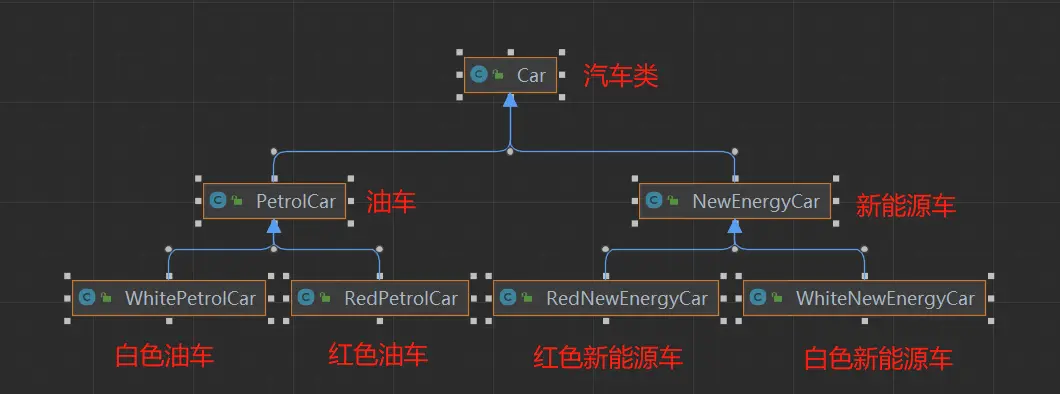 Car 汽车类
PetrolCar 油车 NewEnergyCar 新能源车
WhitePetrolCar RedPetrolCar RedNewEnergyCar WhiteNewEnergyCar
白色油车 红色油车 红色新能源车 白色新能源车